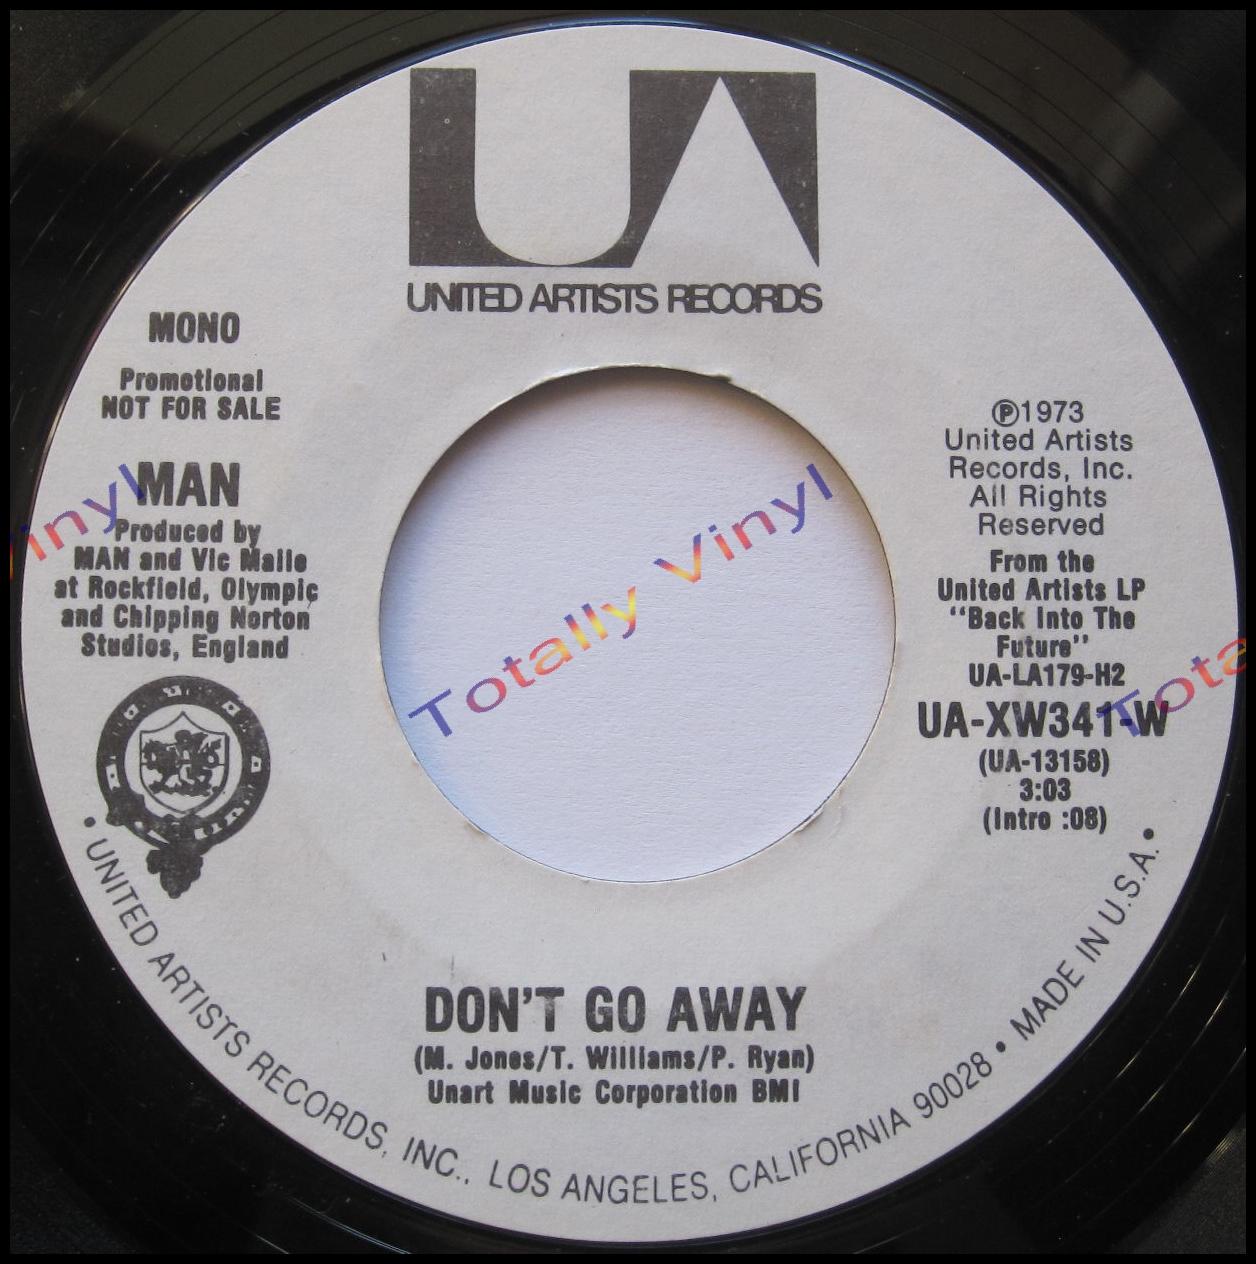 UA
UNITED ARTISTS RECORDS
MONO
Promotional
NOT FOR SALE
MAN
Produced by
MAN and Vic Maile
at Rockfield, Olympic
and Chipping Norton
Studios, England
Ⓟ1973
United Artists
Records, Inc.
All Rights
Reserved
From the
United Artists LP
"Back Into The
Future"
UA-LA179-H2
UA-XW341-W
(UA-13158)
3:03
(Intro :08)
DON'T GO AWAY
(M. Jones/T. Williams/P. Ryan)
Unart Music Corporation BMI
• UNITED ARTISTS RECORDS, INC., LOS ANGELES, CALIFORNIA 90028 • MADE IN U.S.A. •
Vinyl
Totally Vinyl
Tota